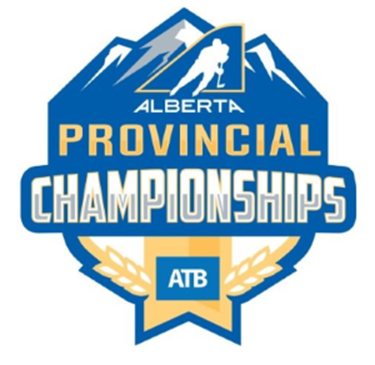 ALBERTA
PROVINCIAL
CHAMPIONSHIPS
ATB